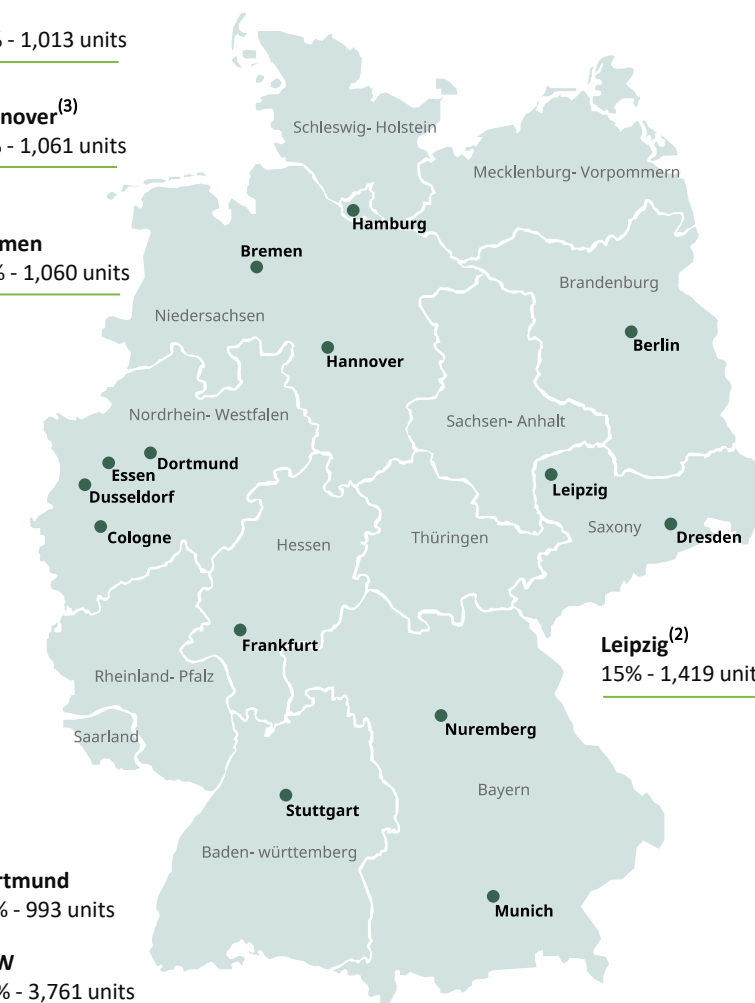 % - 1,013 units
nover(3)
% - 1,061 units
men
% - 1,060 units
Schleswig- Holstein
Mecklenburg- Vorpommern
Hamburg
Bremen
Brandenburg
Niedersachsen
Berlin
Hannover
Nordrhein- Westfalen
Sachsen- Anhalt
Dortmund
Essen
Dusseldorf
Leipzig
Cologne
Hessen
Thüringen
Saxony
Dresden
Frankfurt
Leipzig(2)
15% - 1,419 unit
Rheinland- Pfalz
Saarland
Nuremberg
Bayern
Stuttgart
Baden- württemberg
rtmund
% - 993 units
Munich
W
% - 3,761 units